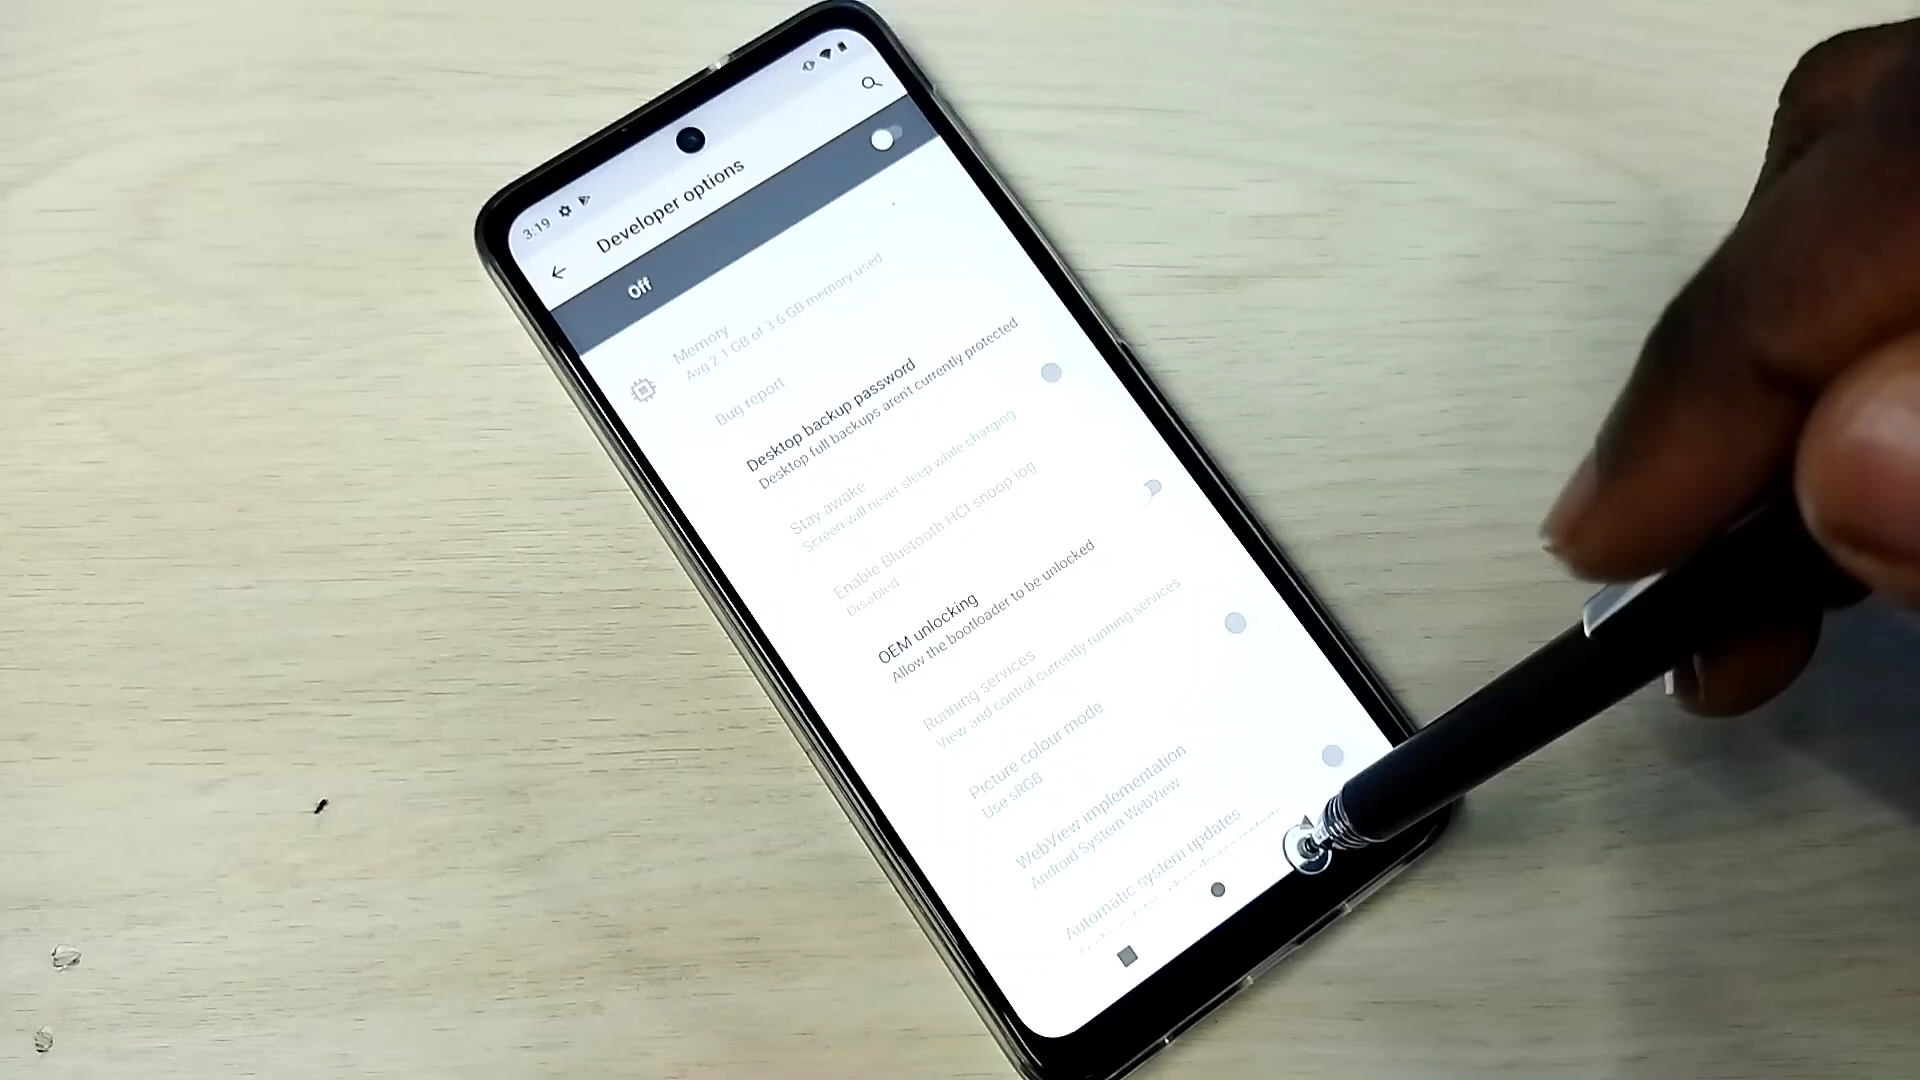 3:19
Developer options
Off
Memory
Avg 2.1 GB of 3.6 GB memory used
Bug report
Desktop backup password
Desktop full backups aren't currently protected
Stay awake
Screen will never sleep while charging
Enable Bluetooth HCI snoop log
Disabled
OEM unlocking
Allow the bootloader to be unlocked
Running services
View and control currently running services
Picture colour mode
Use sRGB
WebView implementation
Android System WebView
Automatic system updates